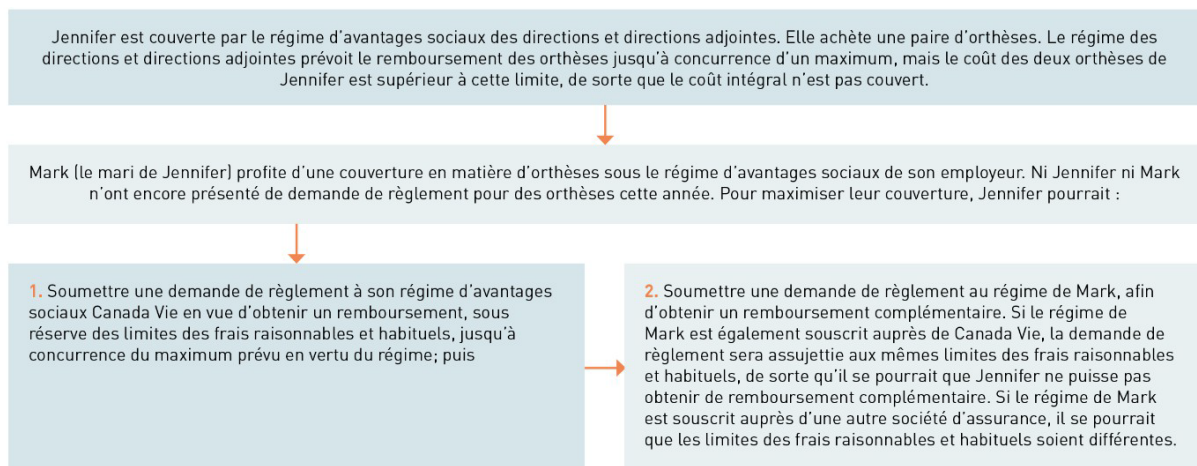 Jennifer est couverte par le régime d'avantages sociaux des directions et directions adjointes. Elle achète une paire d'orthèses. Le régime des
directions et directions adjointes prévoit le remboursement des orthèses jusqu'à concurrence d'un maximum, mais le coût des deux orthèses de
Jennifer est supérieur à cette limite, de sorte que le coût intégral n'est pas couvert.
Mark (le mari de Jennifer) profite d'une couverture en matière d'orthèses sous le régime d'avantages sociaux de son employeur. Ni Jennifer ni Mark
n'ont encore présenté de demande de règlement pour des orthèses cette année. Pour maximiser leur couverture, Jennifer pourrait :
1. Soumettre une demande de règlement à son régime d'avantages
sociaux Canada Vie en vue d'obtenir un remboursement, sous
réserve des limites des frais raisonnables et habituels, jusqu'à
concurrence du maximum prévu en vertu du régime; puis
2. Soumettre une demande de règlement au régime de Mark, afin
d'obtenir un remboursement complémentaire. Si le régime de
Mark est également souscrit auprès de Canada Vie, la demande de
règlement sera assujettie aux mêmes limites des frais raisonnables
et habituels, de sorte qu'il se pourrait que Jennifer ne puisse pas
obtenir de remboursement complémentaire. Si le régime de Mark
est souscrit auprès d'une autre société d'assurance, il se pourrait
que les limites des frais raisonnables et habituels soient différentes.